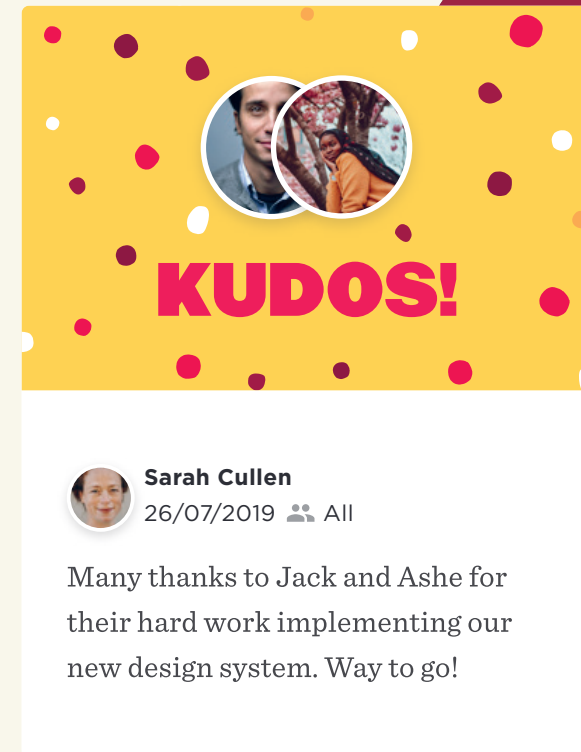 KUDOS!
Sarah Cullen
26/07/2019 All
Many thanks to Jack and Ashe for
their hard work implementing our
new design system. Way to go!